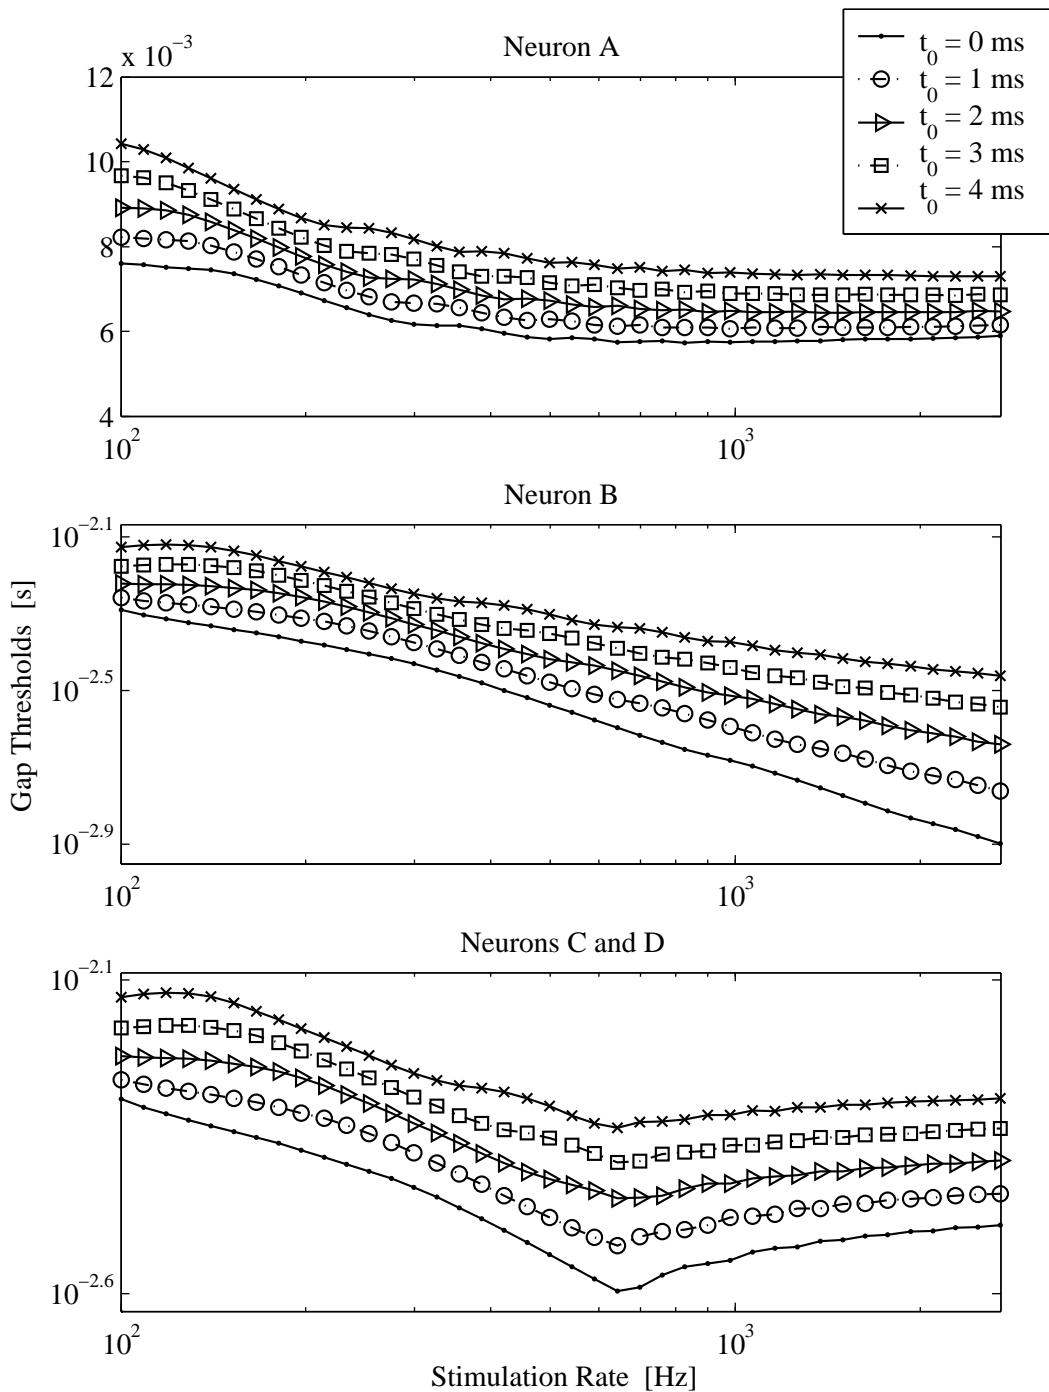 Neuron A
x 10^-3
12
10
8
6
4
10^2
10^3
t_0 = 0 ms
t_0 = 1 ms
t_0 = 2 ms
t_0 = 3 ms
t_0 = 4 ms
Neuron B
10^-2.1
10^-2.5
10^-2.9
10^2
10^3
Gap Thresholds [s]
Neurons C and D
10^-2.1
10^-2.6
10^2
10^3
Stimulation Rate [Hz]